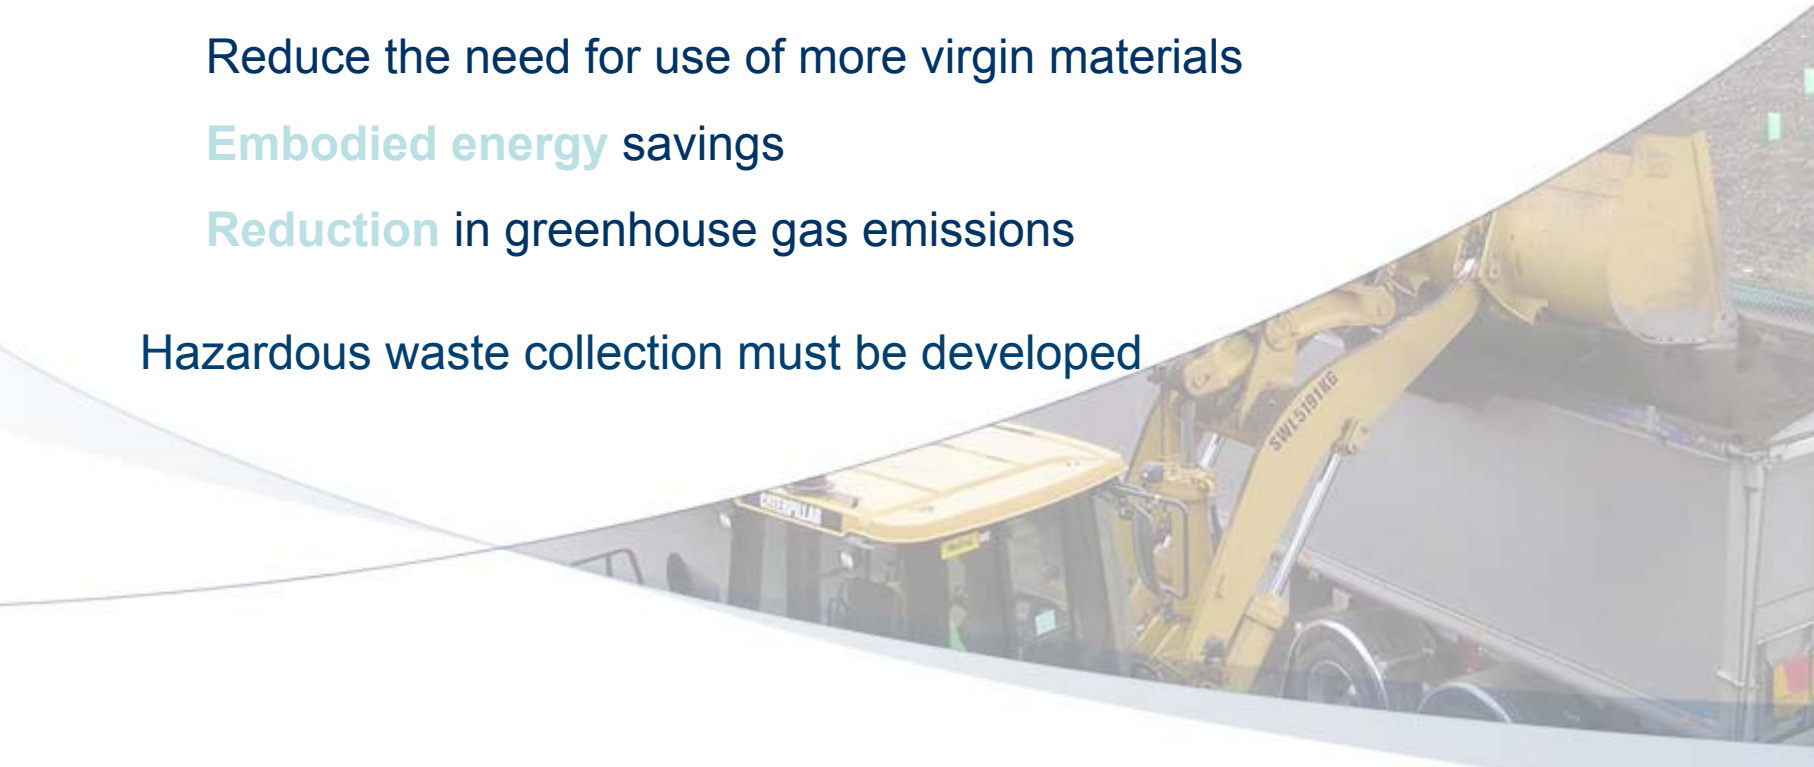 Reduce the need for use of more virgin materials
Embodied energy savings
Reduction in greenhouse gas emissions
Hazardous waste collection must be developed
SWL5191KG
CATERPILLAR